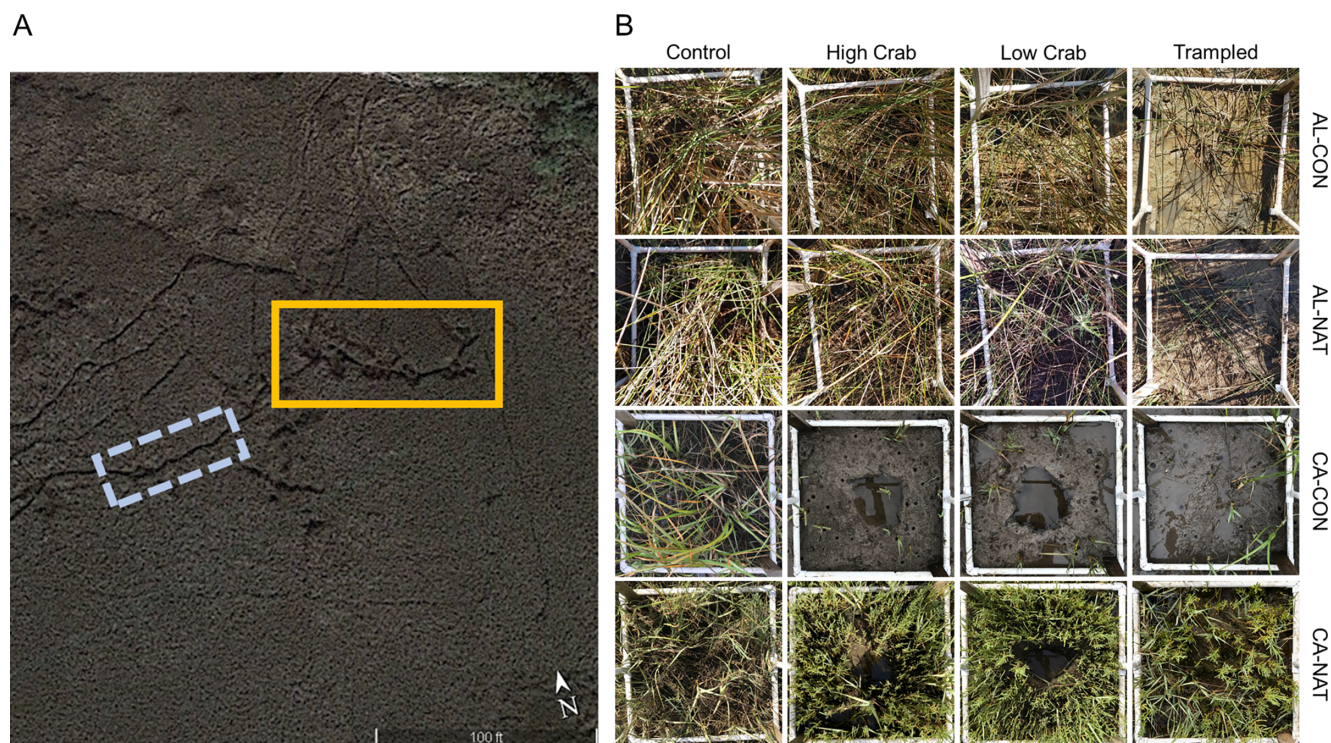 A
B
Control High Crab Low Crab Trampled
AL-CON
AL-NAT
CA-CON
CA-NAT
N
100 ft